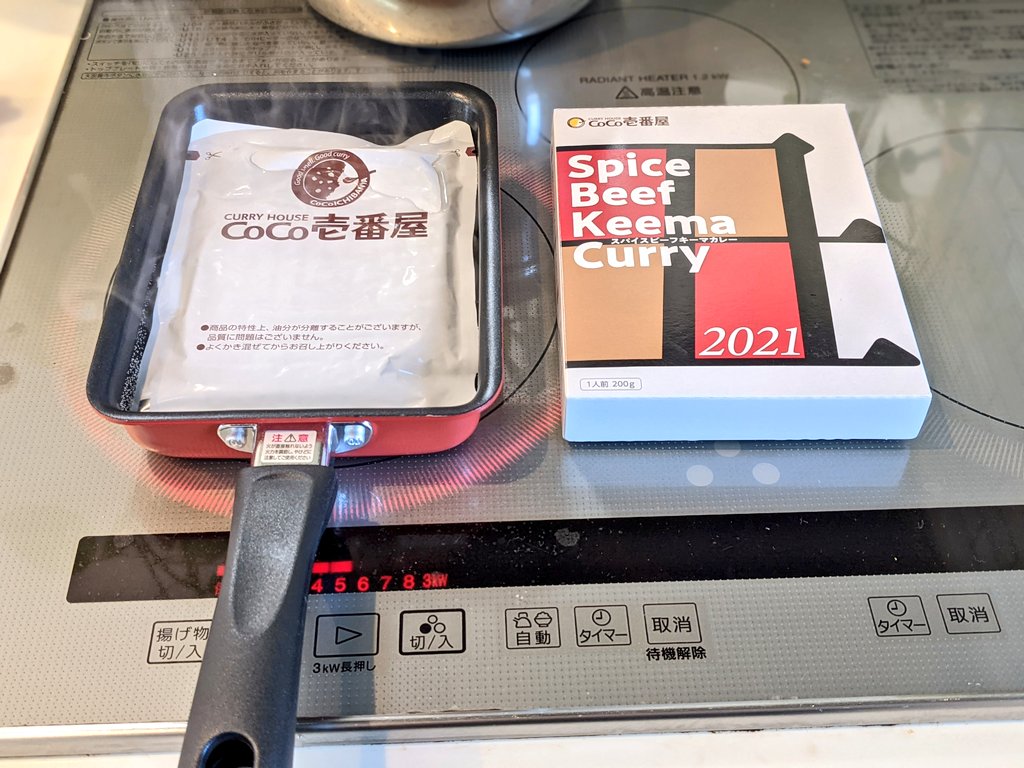 RADIANT HEATER 1.2 kW
高温注意
Good smell, Good curry
CoCoICHIBANYA
CURRY HOUSE
CoCo壱番屋
●商品の特性上、油分が分離することがございますが、
品質に問題はございません。
●よくかき混ぜてからお召し上がりください。
CURRY HOUSE
CoCo壱番屋
Spice
Beef
Keema
スパイスビーフキーマカレー
Curry
2021
1人前 200g
注⚠意
4 5 6 7 8 3kW
揚げ物
切/入
3kW長押し
切/入
自動
タイマー
取消
待機解除
タイマー
取消